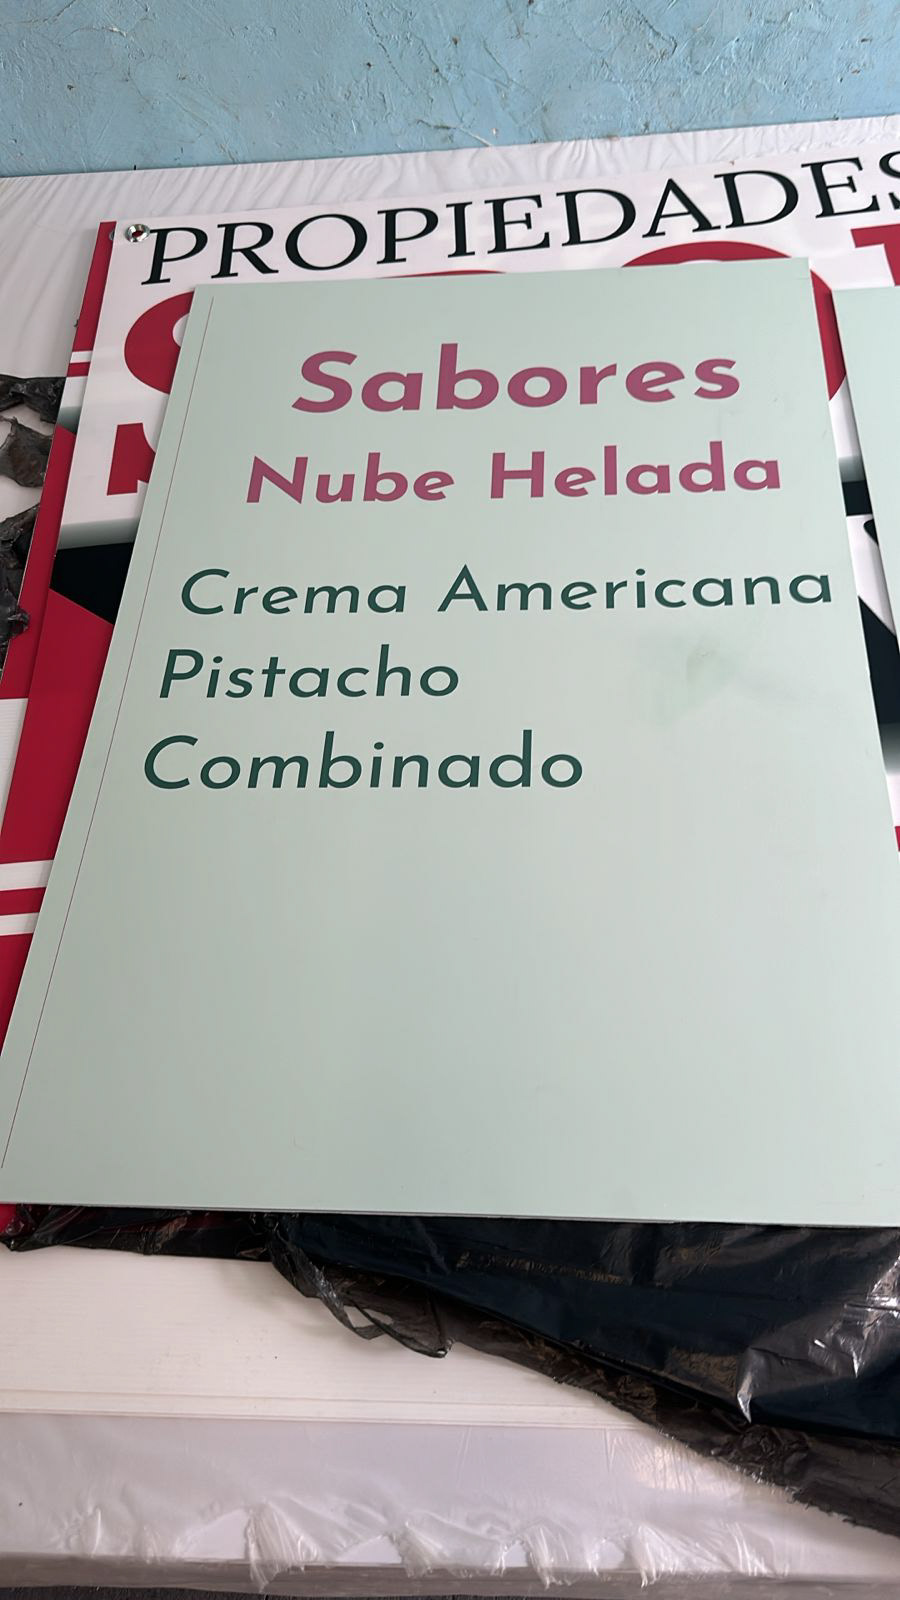 PROPIEDADES
Sabores
Nube Helada
Crema Americana
Pistacho
Combinado